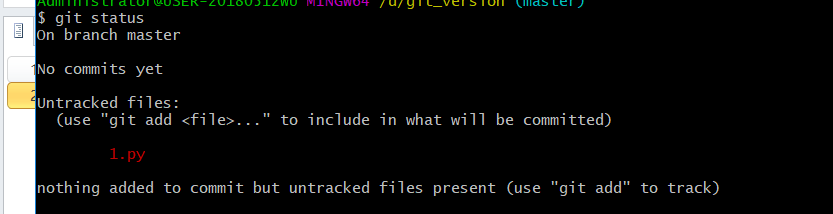 Administrator@USER-20180512WO MINGW64 /d/git_version (master)
$ git status
On branch master
No commits yet
Untracked files:
(use "git add <file>..." to include in what will be committed)
1.py
nothing added to commit but untracked files present (use "git add" to track)